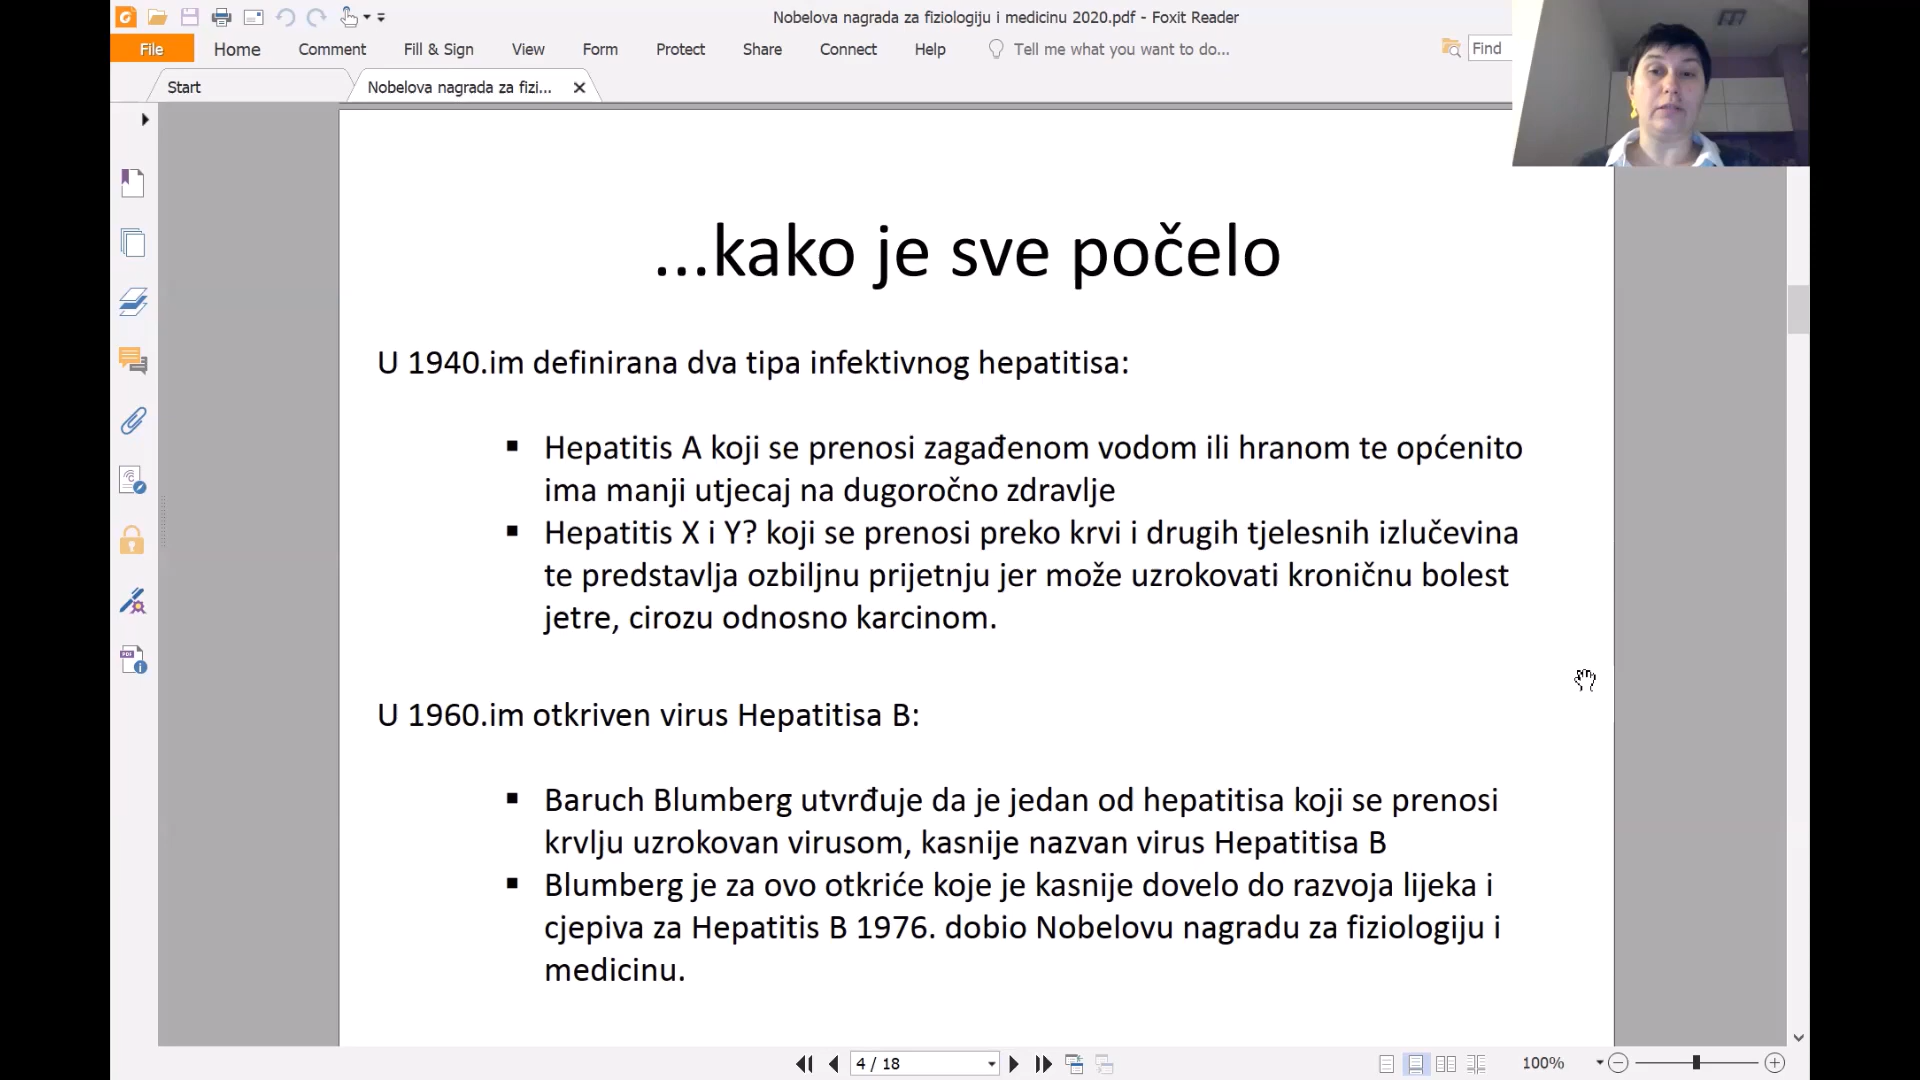 Nobelova nagrada za fiziologiju i medicinu 2020.pdf - Foxit Reader
File Home Comment Fill & Sign View Form Protect Share Connect Help Tell me what you want to do... Find
Start Nobelova nagrada za fizi...
...kako je sve počelo
U 1940.im definirana dva tipa infektivnog hepatitisa:
▪ Hepatitis A koji se prenosi zagađenom vodom ili hranom te općenito
ima manji utjecaj na dugoročno zdravlje
▪ Hepatitis X i Y? koji se prenosi preko krvi i drugih tjelesnih izlučevina
te predstavlja ozbiljnu prijetnju jer može uzrokovati kroničnu bolest
jetre, cirozu odnosno karcinom.
U 1960.im otkriven virus Hepatitisa B:
▪ Baruch Blumberg utvrđuje da je jedan od hepatitisa koji se prenosi
krvlju uzrokovan virusom, kasnije nazvan virus Hepatitisa B
▪ Blumberg je za ovo otkriće koje je kasnije dovelo do razvoja lijeka i
cjepiva za Hepatitis B 1976. dobio Nobelovu nagradu za fiziologiju i
medicinu.
4 / 18 100%